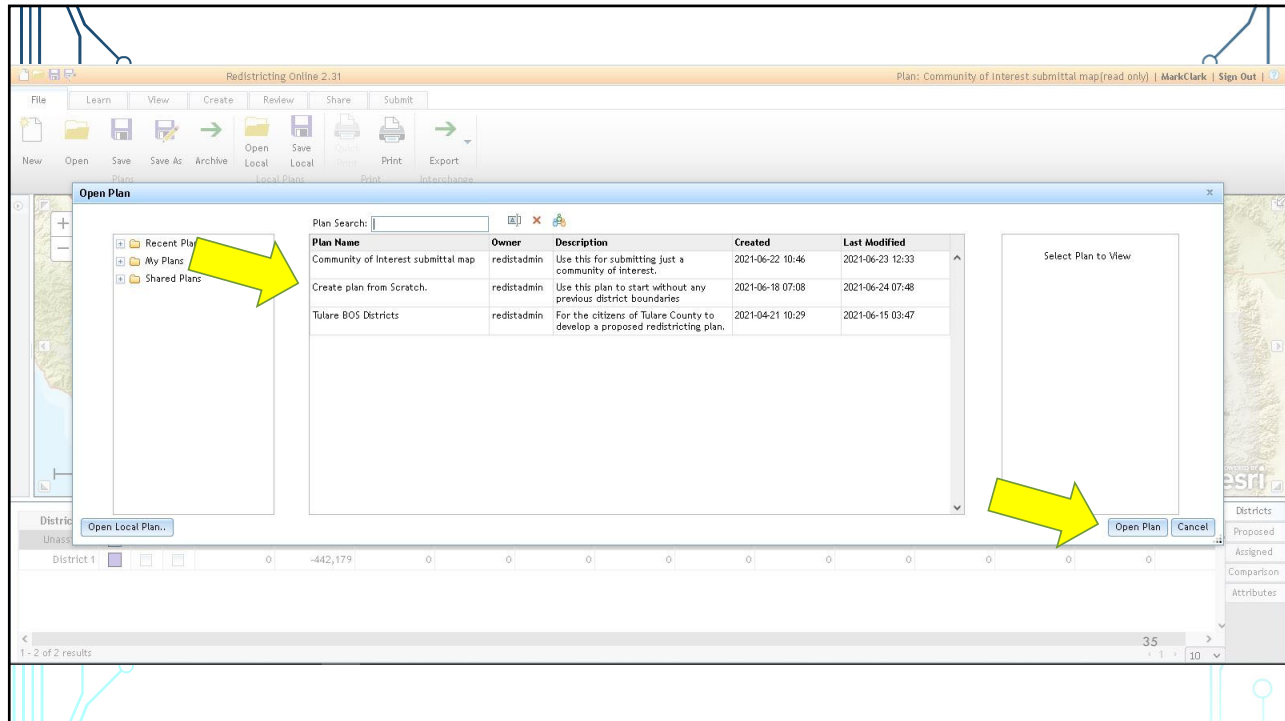 Redistricting Online 2.31
Plan: Community of Interest submittal map(read only) | MarkClark | Sign Out |
File Learn View Create Review Share Submit
New Open Save Save As Archive Open Local Save Local Print Export
Plans Local Plans Print Interchange
Open Plan x
Plan Search:
Recent Pla
My Plans
Shared Plans
Plan Name Owner Description Created Last Modified
Community of Interest submittal map redistadmin Use this for submitting just a community of interest. 2021-06-22 10:46 2021-06-23 12:33
Create plan from Scratch. redistadmin Use this plan to start without any previous district boundaries 2021-06-18 07:08 2021-06-24 07:48
Tulare BOS Districts redistadmin For the citizens of Tulare County to develop a proposed redistricting plan. 2021-04-21 10:29 2021-06-15 03:47
Select Plan to View
esri
Open Local Plan.. Open Plan Cancel
Distric
Unass
District 1 0 -442,179 0 0 0 0 0 0 0 0 0
Districts
Proposed
Assigned
Comparison
Attributes
35
1 - 2 of 2 results
1 10